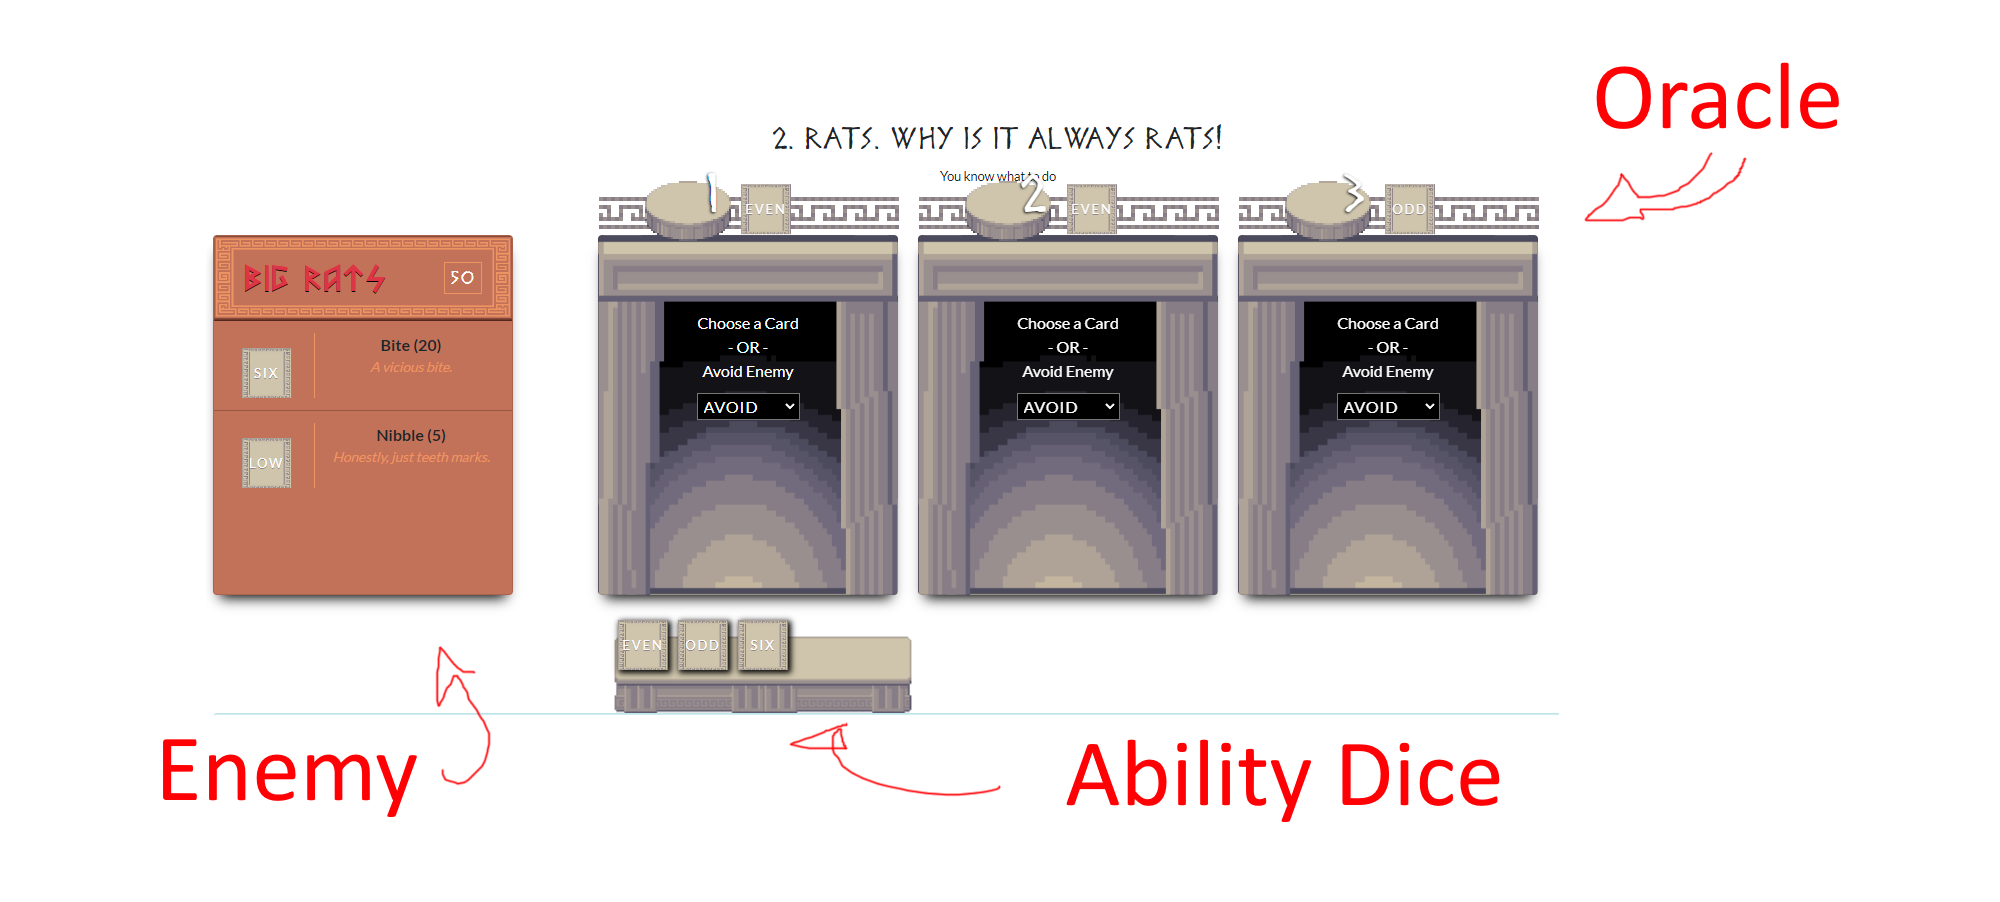 Oracle
2. RATS. WHY IS IT ALWAYS RATS!
You know what to do
1 EVEN
2 EVEN
3 ODD
BIG RATS 50
SIX
Bite (20)
A vicious bite.
LOW
Nibble (5)
Honestly, just teeth marks.
Choose a Card
- OR -
Avoid Enemy
AVOID
Choose a Card
- OR -
Avoid Enemy
AVOID
Choose a Card
- OR -
Avoid Enemy
AVOID
EVEN ODD SIX
Enemy
Ability Dice